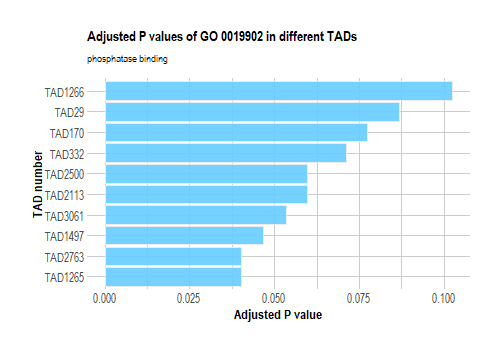 Adjusted P values of GO 0019902 in different TADs
phosphatase binding
TAD number
TAD1266
TAD29
TAD170
TAD332
TAD2500
TAD2113
TAD3061
TAD1497
TAD2763
TAD1265
0.000 0.025 0.050 0.075 0.100
Adjusted P value